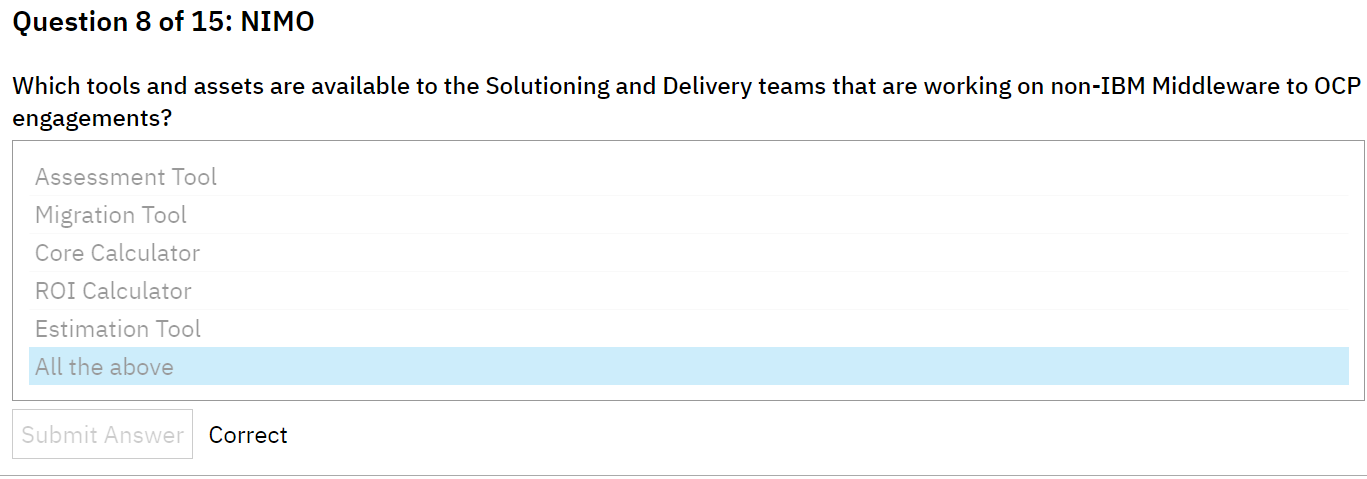 Question 8 of 15: NIMO
Which tools and assets are available to the Solutioning and Delivery teams that are working on non-IBM Middleware to OCP
engagements?
Assessment Tool
Migration Tool
Core Calculator
ROI Calculator
Estimation Tool
All the above
Submit Answer Correct